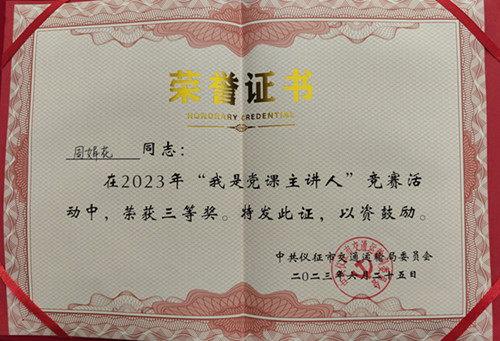 荣誉证书
HONORARY CREDENTIAL
同志：
在2023年“我是党课主讲人”竞赛活
动中，荣获三等奖。特发此证，以资鼓励。
中共仪征市交通运输局委员会
二〇二三年六月二十五日